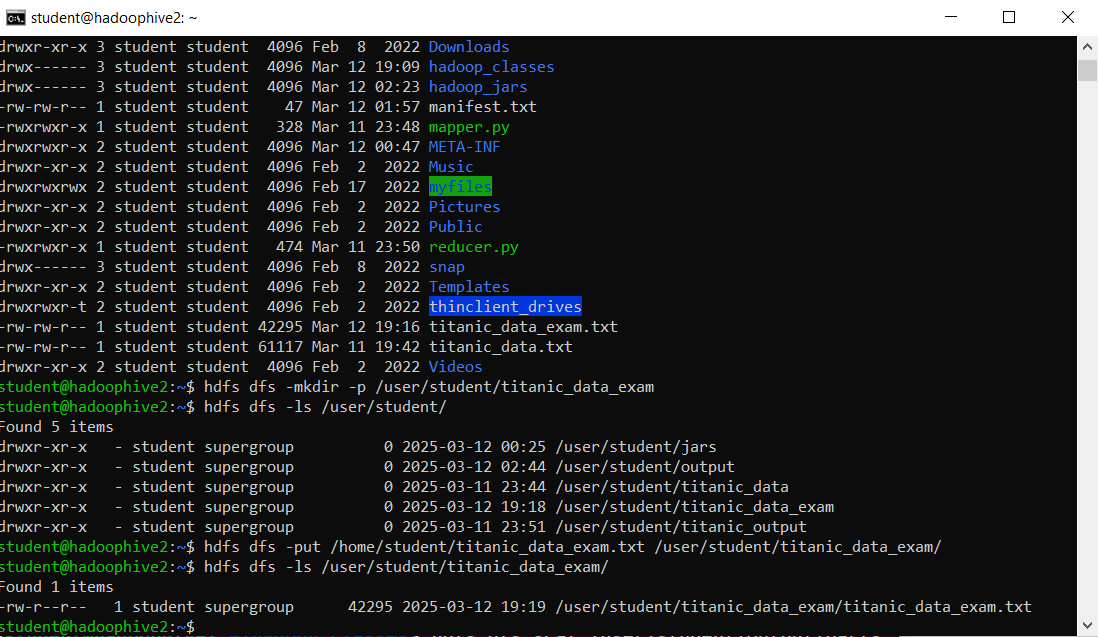 student@hadoophive2: ~
drwxr-xr-x 3 student student  4096 Feb  8  2022 Downloads
drwx------ 3 student student  4096 Mar 12 19:09 hadoop_classes
drwx------ 3 student student  4096 Mar 12 02:23 hadoop_jars
-rw-rw-r-- 1 student student    47 Mar 12 01:57 manifest.txt
-rwxrwxr-x 1 student student   328 Mar 11 23:48 mapper.py
drwxrwxr-x 2 student student  4096 Mar 12 00:47 META-INF
drwxr-xr-x 2 student student  4096 Feb  2  2022 Music
drwxrwxrwx 2 student student  4096 Feb 17  2022 myfiles
drwxr-xr-x 2 student student  4096 Feb  2  2022 Pictures
drwxr-xr-x 2 student student  4096 Feb  2  2022 Public
-rwxrwxr-x 1 student student   474 Mar 11 23:50 reducer.py
drwx------ 3 student student  4096 Feb  8  2022 snap
drwxr-xr-x 2 student student  4096 Feb  2  2022 Templates
drwxrwxr-t 2 student student  4096 Feb  2  2022 thinclient_drives
-rw-rw-r-- 1 student student 42295 Mar 12 19:16 titanic_data_exam.txt
-rw-rw-r-- 1 student student 61117 Mar 11 19:42 titanic_data.txt
drwxr-xr-x 2 student student  4096 Feb  2  2022 Videos
student@hadoophive2:~$ hdfs dfs -mkdir -p /user/student/titanic_data_exam
student@hadoophive2:~$ hdfs dfs -ls /user/student/
Found 5 items
drwxr-xr-x   - student supergroup          0 2025-03-12 00:25 /user/student/jars
drwxr-xr-x   - student supergroup          0 2025-03-12 02:44 /user/student/output
drwxr-xr-x   - student supergroup          0 2025-03-11 23:44 /user/student/titanic_data
drwxr-xr-x   - student supergroup          0 2025-03-12 19:18 /user/student/titanic_data_exam
drwxr-xr-x   - student supergroup          0 2025-03-11 23:51 /user/student/titanic_output
student@hadoophive2:~$ hdfs dfs -put /home/student/titanic_data_exam.txt /user/student/titanic_data_exam/
student@hadoophive2:~$ hdfs dfs -ls /user/student/titanic_data_exam/
Found 1 items
-rw-r--r--   1 student supergroup      42295 2025-03-12 19:19 /user/student/titanic_data_exam/titanic_data_exam.txt
student@hadoophive2:~$